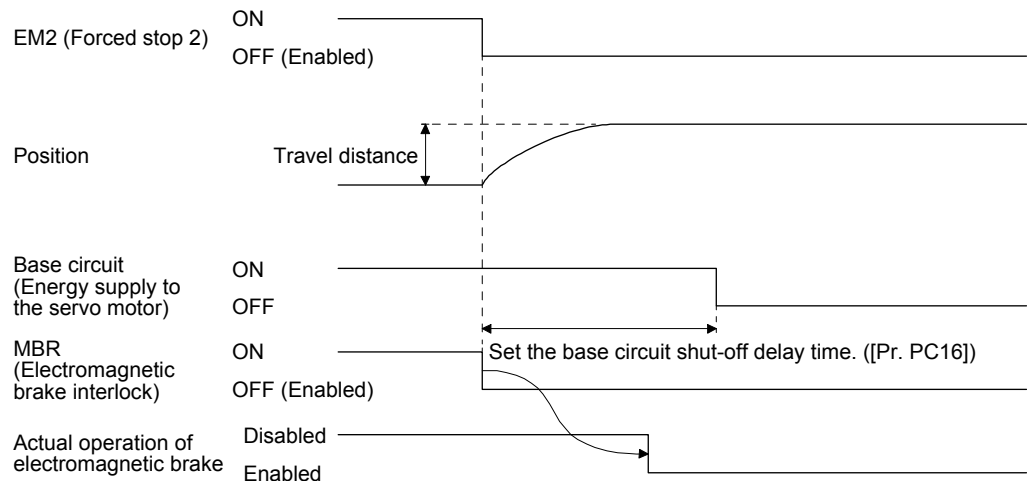 EM2 (Forced stop 2)
ON
OFF (Enabled)
Position
Travel distance
Base circuit
(Energy supply to
the servo motor)
ON
OFF
MBR
(Electromagnetic
brake interlock)
ON
OFF (Enabled)
Set the base circuit shut-off delay time. ([Pr. PC16])
Actual operation of
electromagnetic brake
Disabled
Enabled